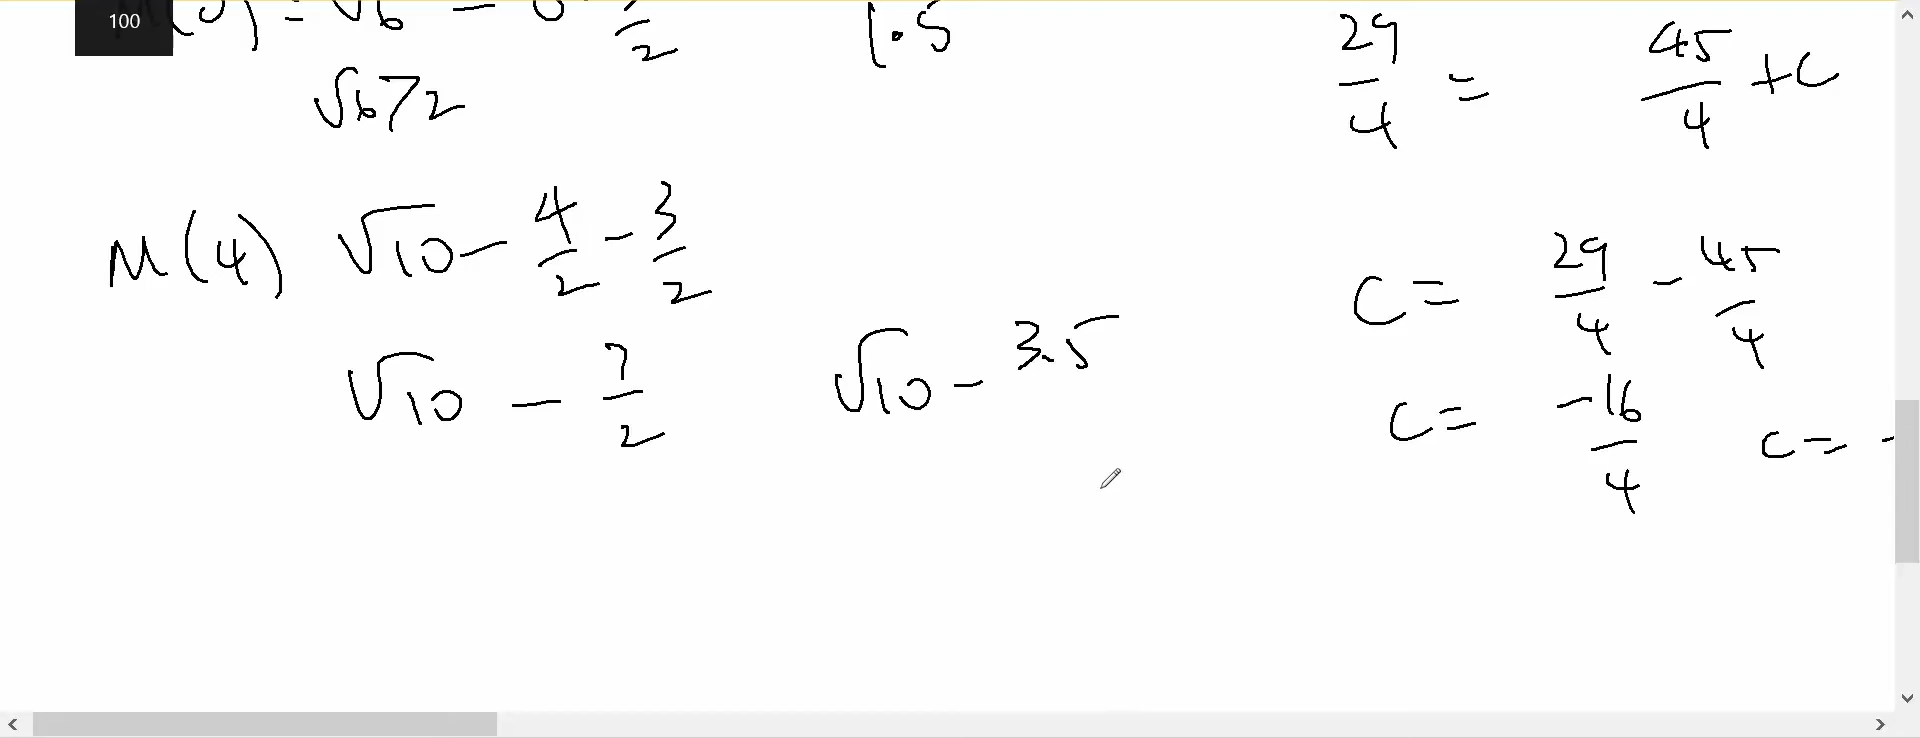 100
1.5
√6 > 2
M(4) √10 - 4/2 - 3/2
√10 - 7/2 √10 - 3.5
29/4 = 45/4 + C
C = 29/4 - 45/4
C = -16/4 C = -